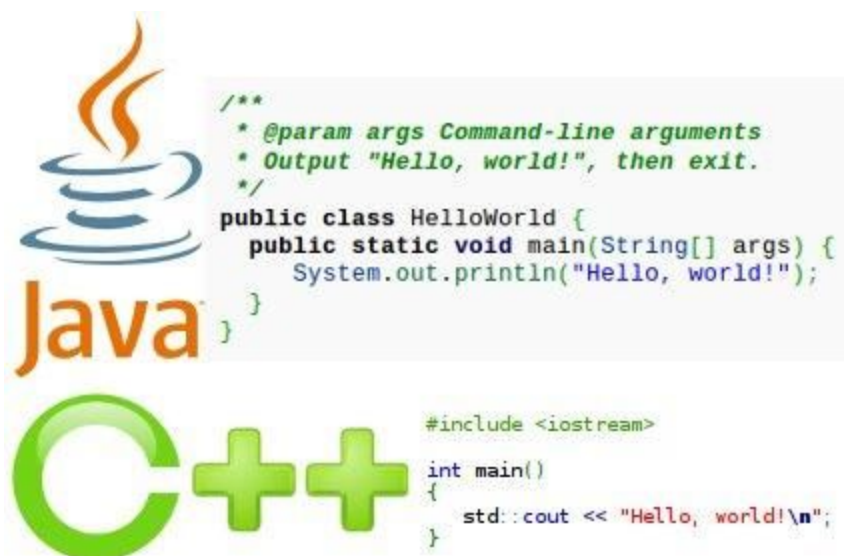 /**
 * @param args Command-line arguments
 * Output "Hello, world!", then exit.
 */
public class HelloWorld {
  public static void main(String[] args) {
     System.out.println("Hello, world!");
  }
}
Java
C++
#include <iostream>
int main()
{
   std::cout << "Hello, world!\n";
}